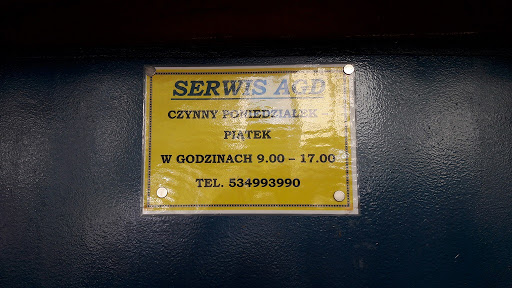 SERWIS AGD
CZYNNY PONIEDZIAŁEK –
PIĄTEK
W GODZINACH 9.00 – 17.00
TEL. 534993990